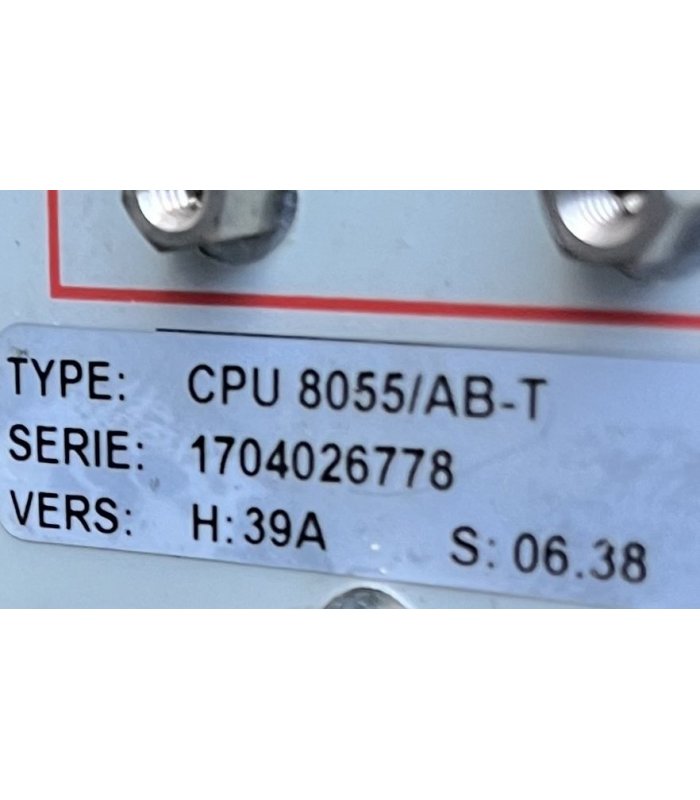 TYPE: CPU 8055/AB-T
SERIE: 1704026778
VERS: H: 39A S: 06.38